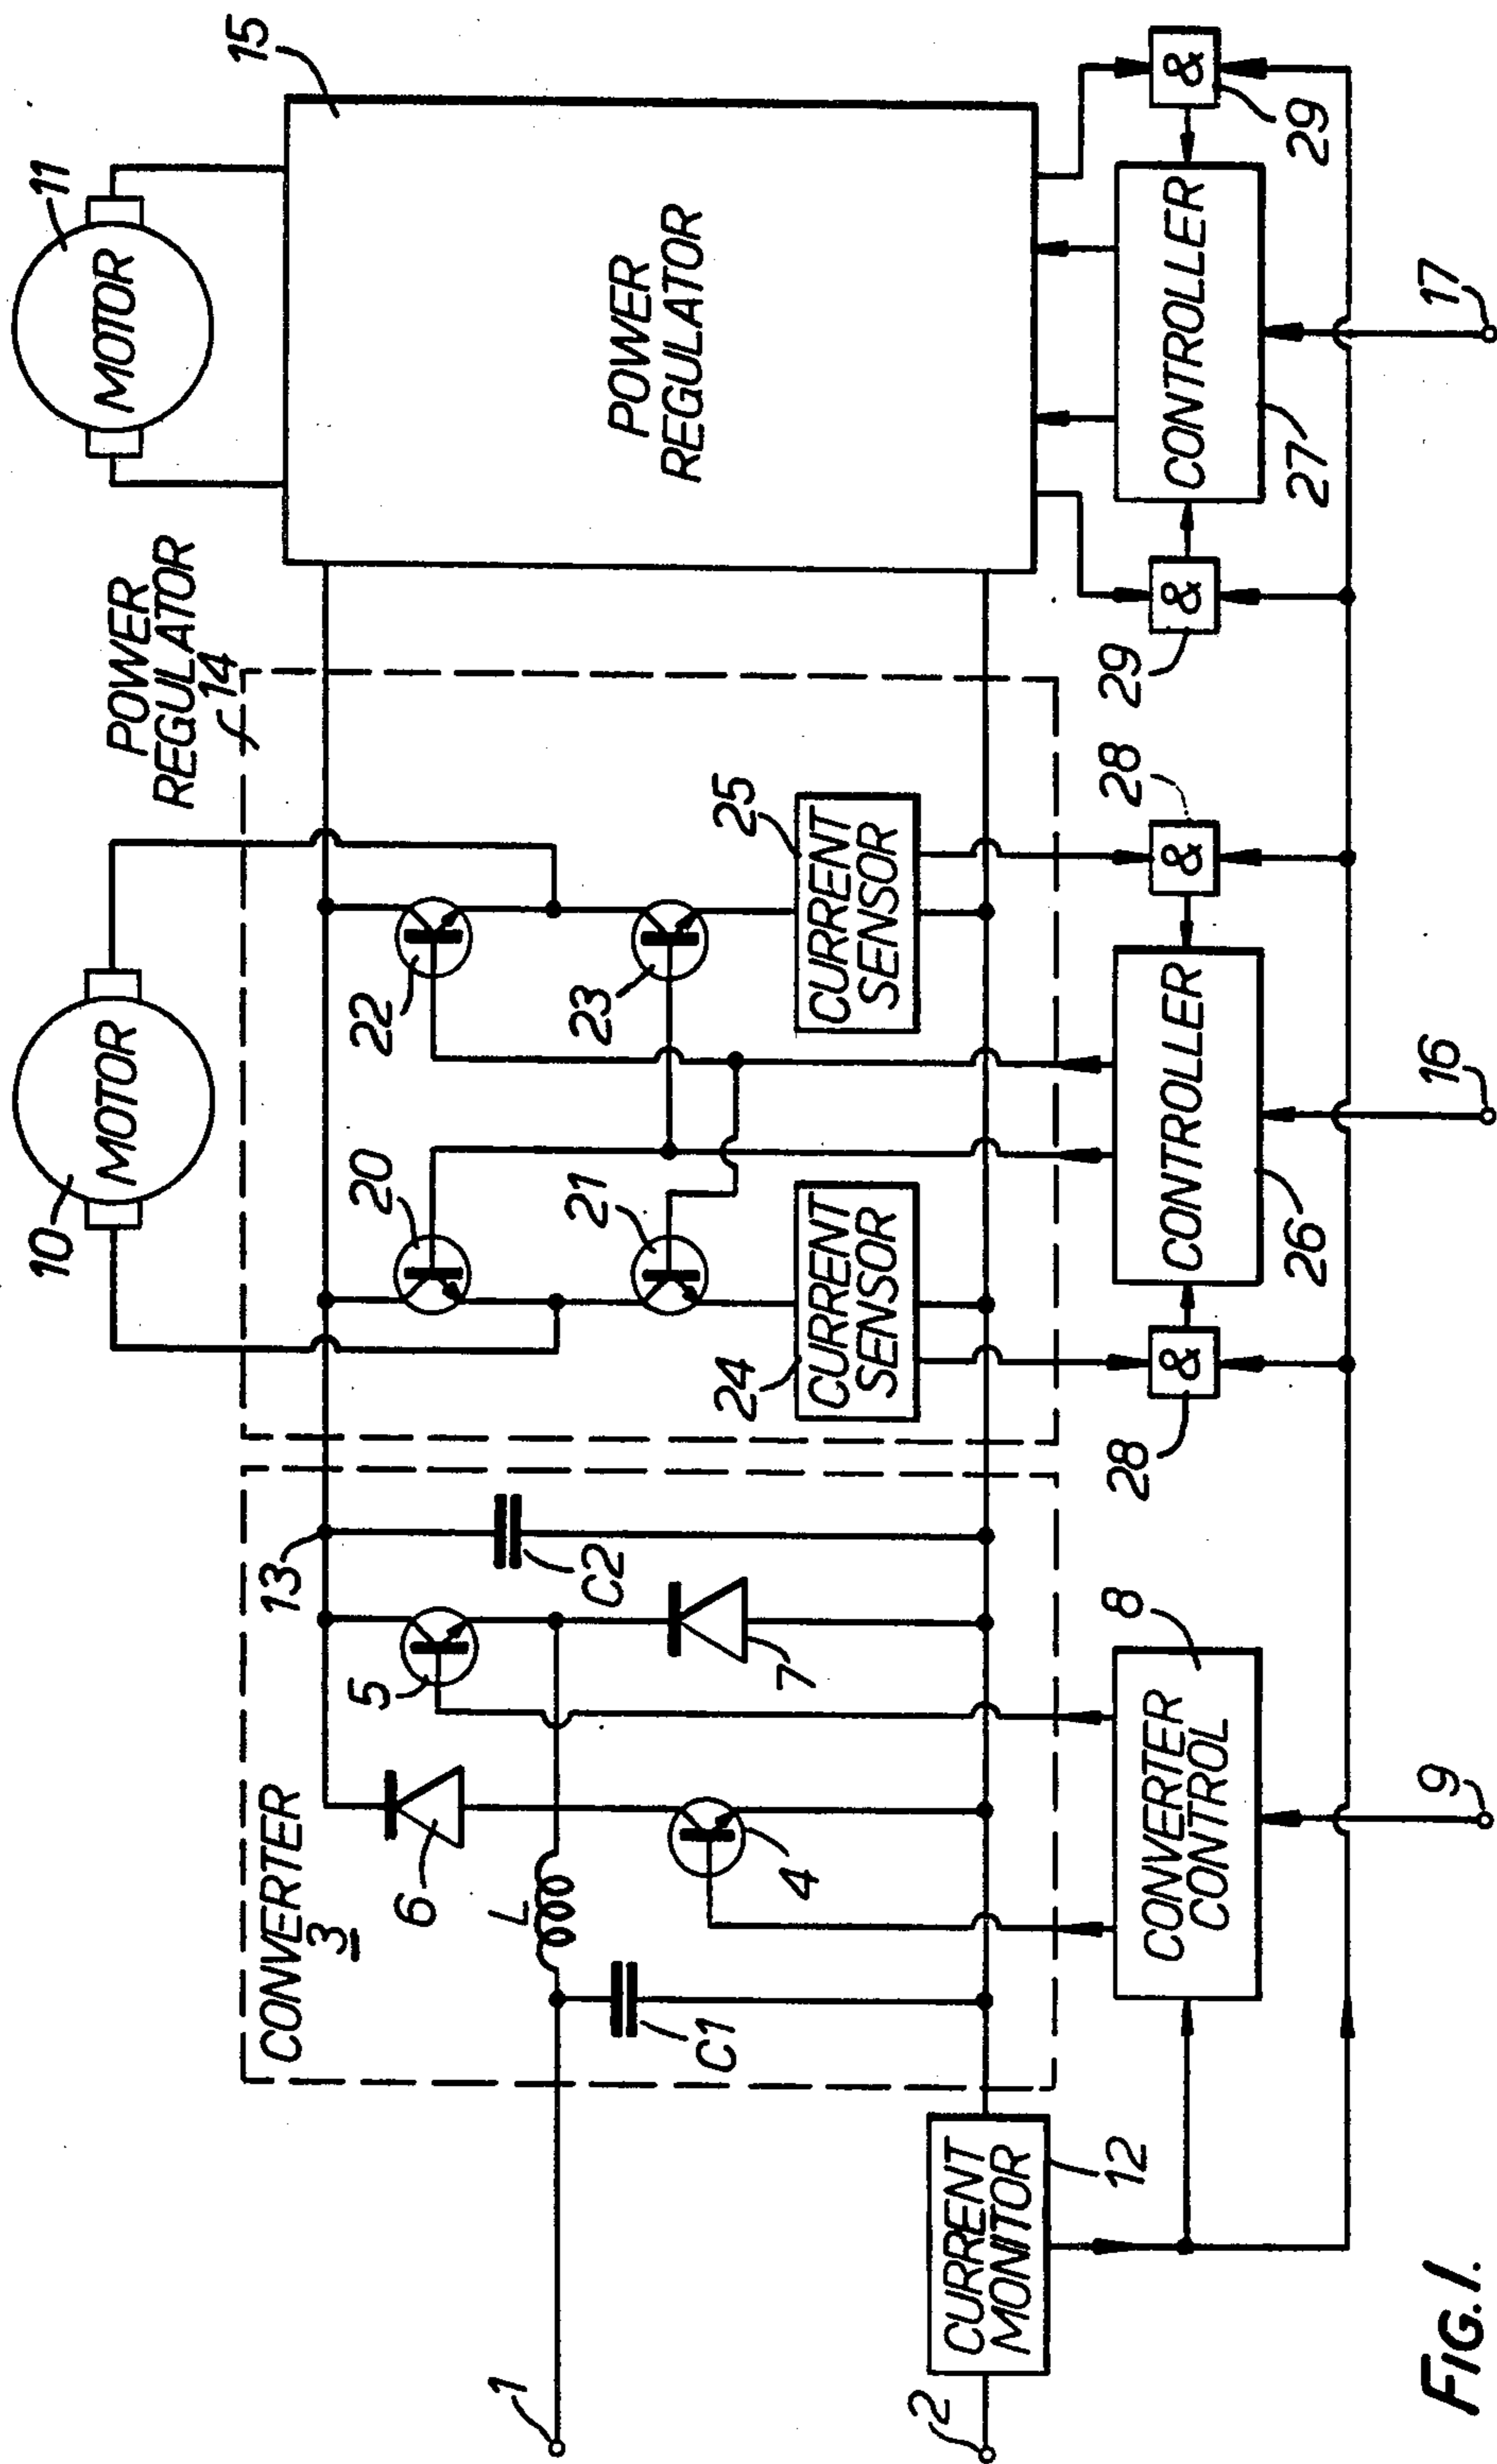 10
MOTOR
11
MOTOR
15
POWER
REGULATOR
14
CONVERTER
3
13
6
5
20
22
POWER
REGULATOR
1
L
C1
C2
4
7
21
23
24
CURRENT
SENSOR
25
CURRENT
SENSOR
2
CURRENT
MONITOR
12
CONVERTER
CONTROL
8
28
&
CONTROLLER
26
&
28
29
&
CONTROLLER
27
&
29
9
16
17
FIG. 1.